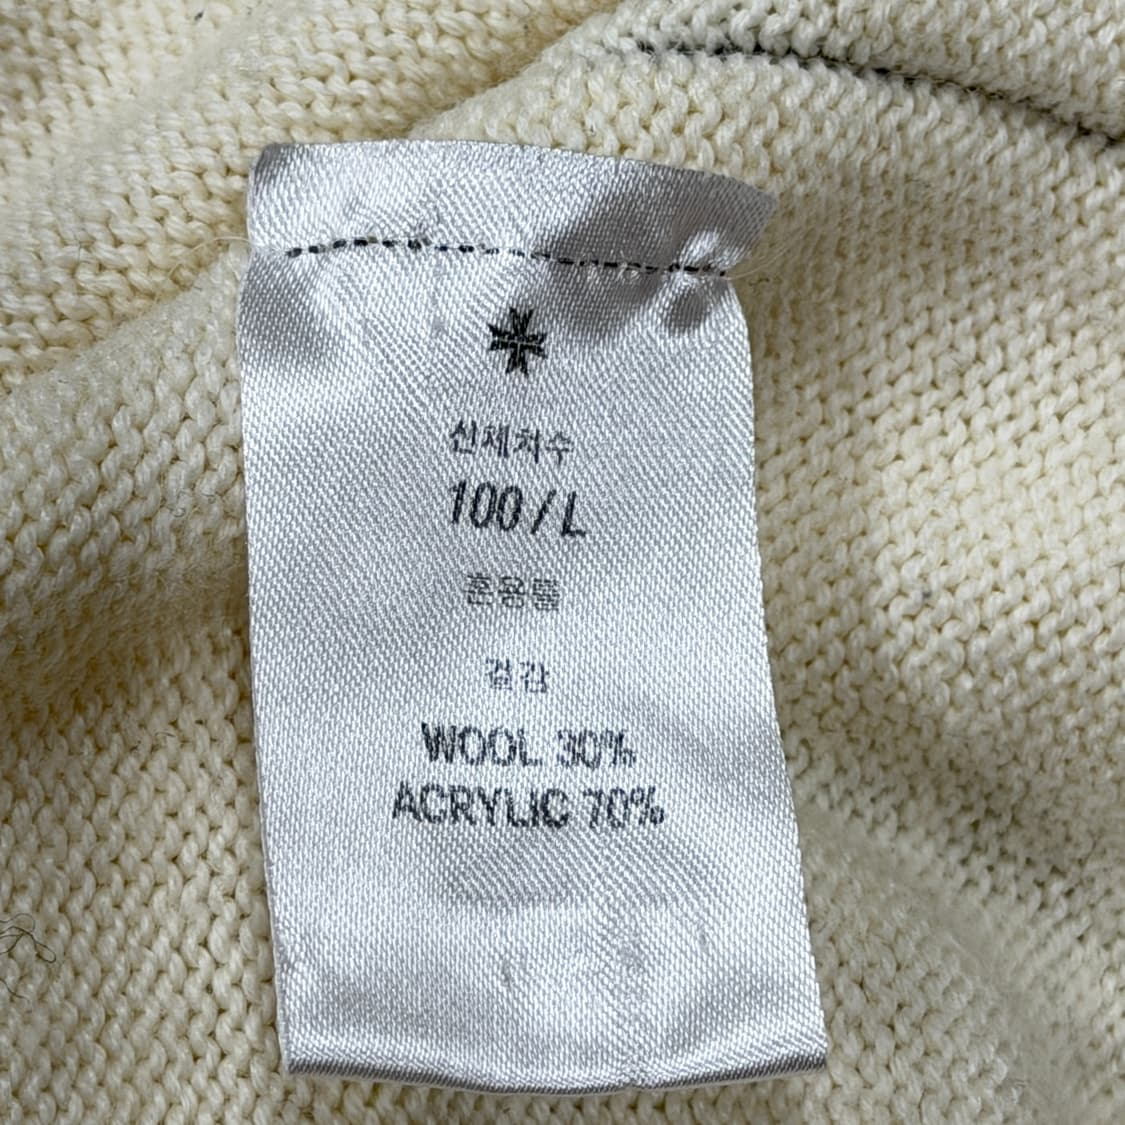 신체치수
100 / L
혼용률
겉감
WOOL 30%
ACRYLIC 70%